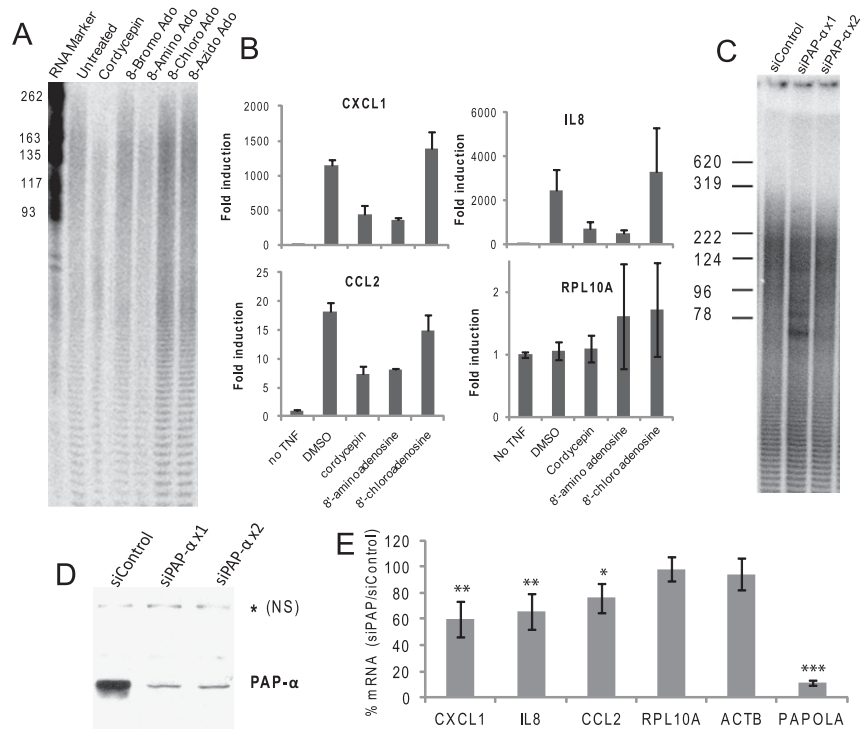 A
RNA Marker
Untreated
Cordycepin
8-Bromo Ado
8-Amino Ado
8-Chloro Ado
8-Azido Ado
262
163
135
117
93
B
CXCL1
Fold induction
2000
1500
1000
500
0
IL8
Fold induction
6000
4000
2000
0
CCL2
Fold induction
25
20
15
10
5
0
no TNF
DMSO
cordycepin
8'-amino adenosine
8'-chloro adenosine
RPL10A
Fold induction
2
1
0
No TNF
DMSO
Cordycepin
8'-amino adenosine
8'-chloro adenosine
C
siControl
siPAP-αx1
siPAP-αx2
620
319
222
124
96
78
D
siControl
siPAP-αx1
siPAP-αx2
* (NS)
PAP-α
E
% mRNA (siPAP/siControl)
120
100
80
60
40
20
0
**
**
*
***
CXCL1 IL8 CCL2 RPL10A ACTB PAPOLA